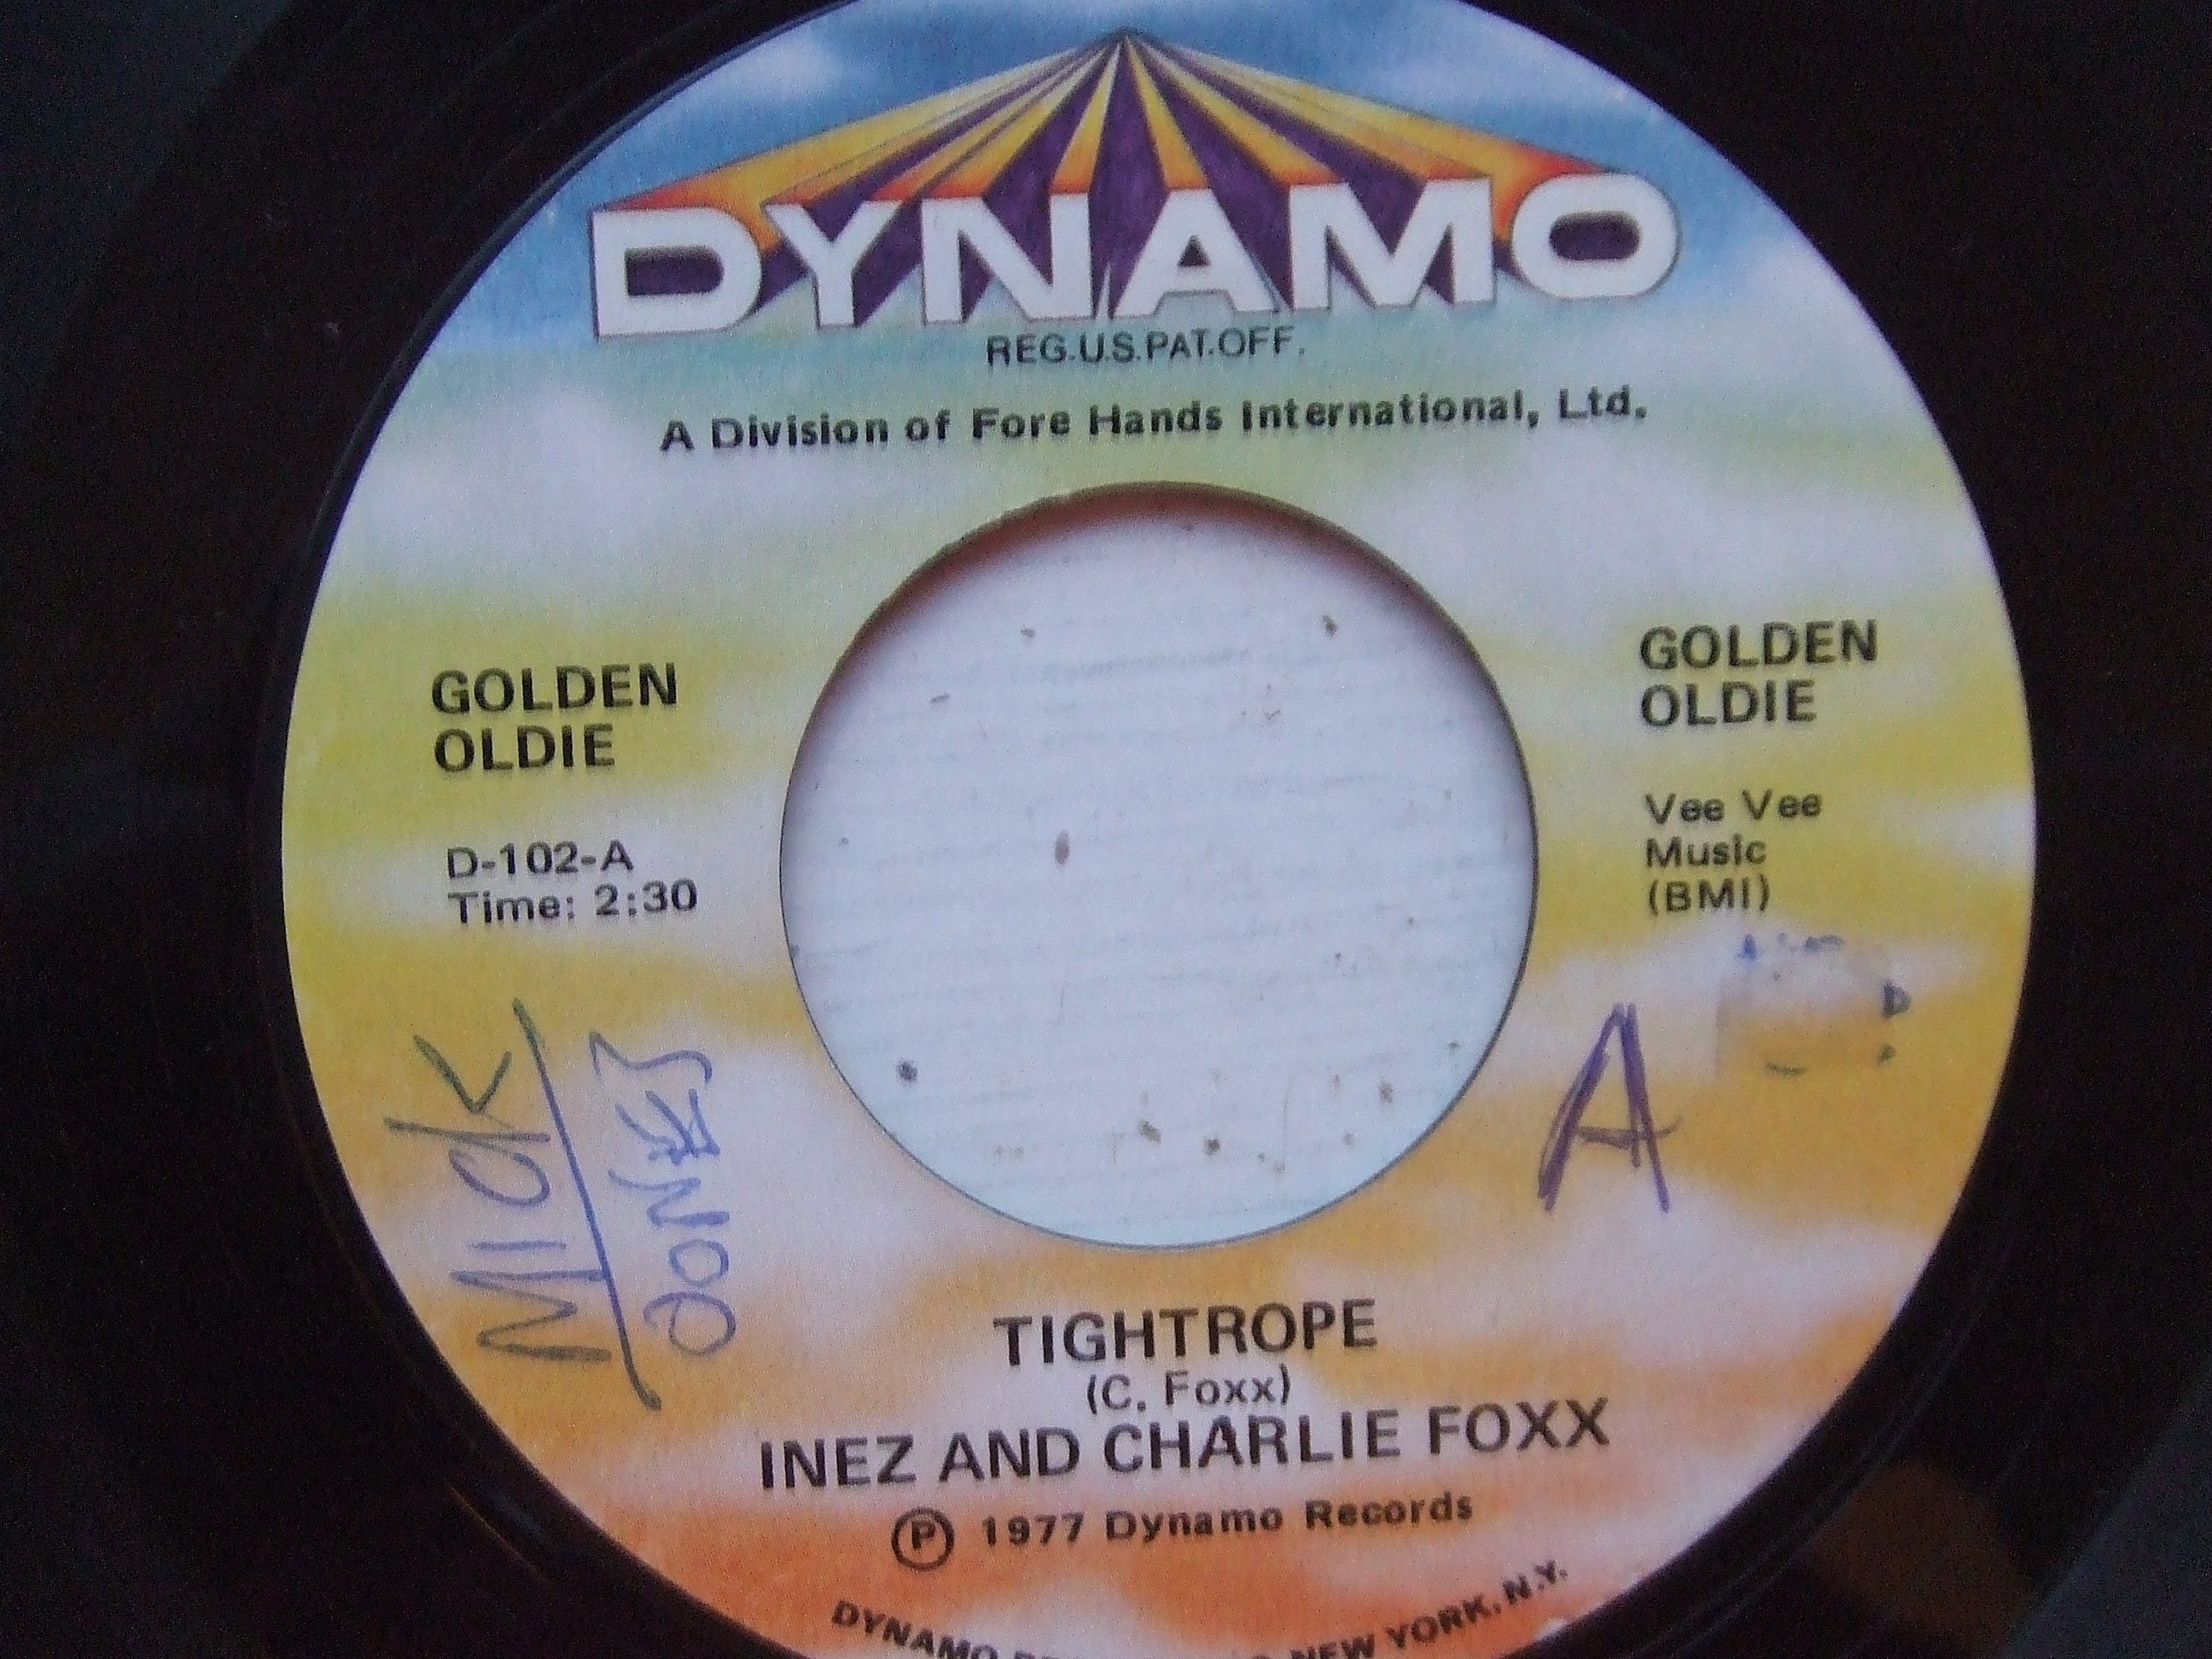 DYNAMO
REG.U.S.PAT.OFF.
A Division of Fore Hands International, Ltd.
GOLDEN
OLDIE
D-102-A
Time: 2:30
GOLDEN
OLDIE
Vee Vee
Music
(BMI)
MICK
A
TIGHTROPE
(C. Foxx)
INEZ AND CHARLIE FOXX
Ⓟ 1977 Dynamo Records
DYNAMO NEW YORK, N.Y.